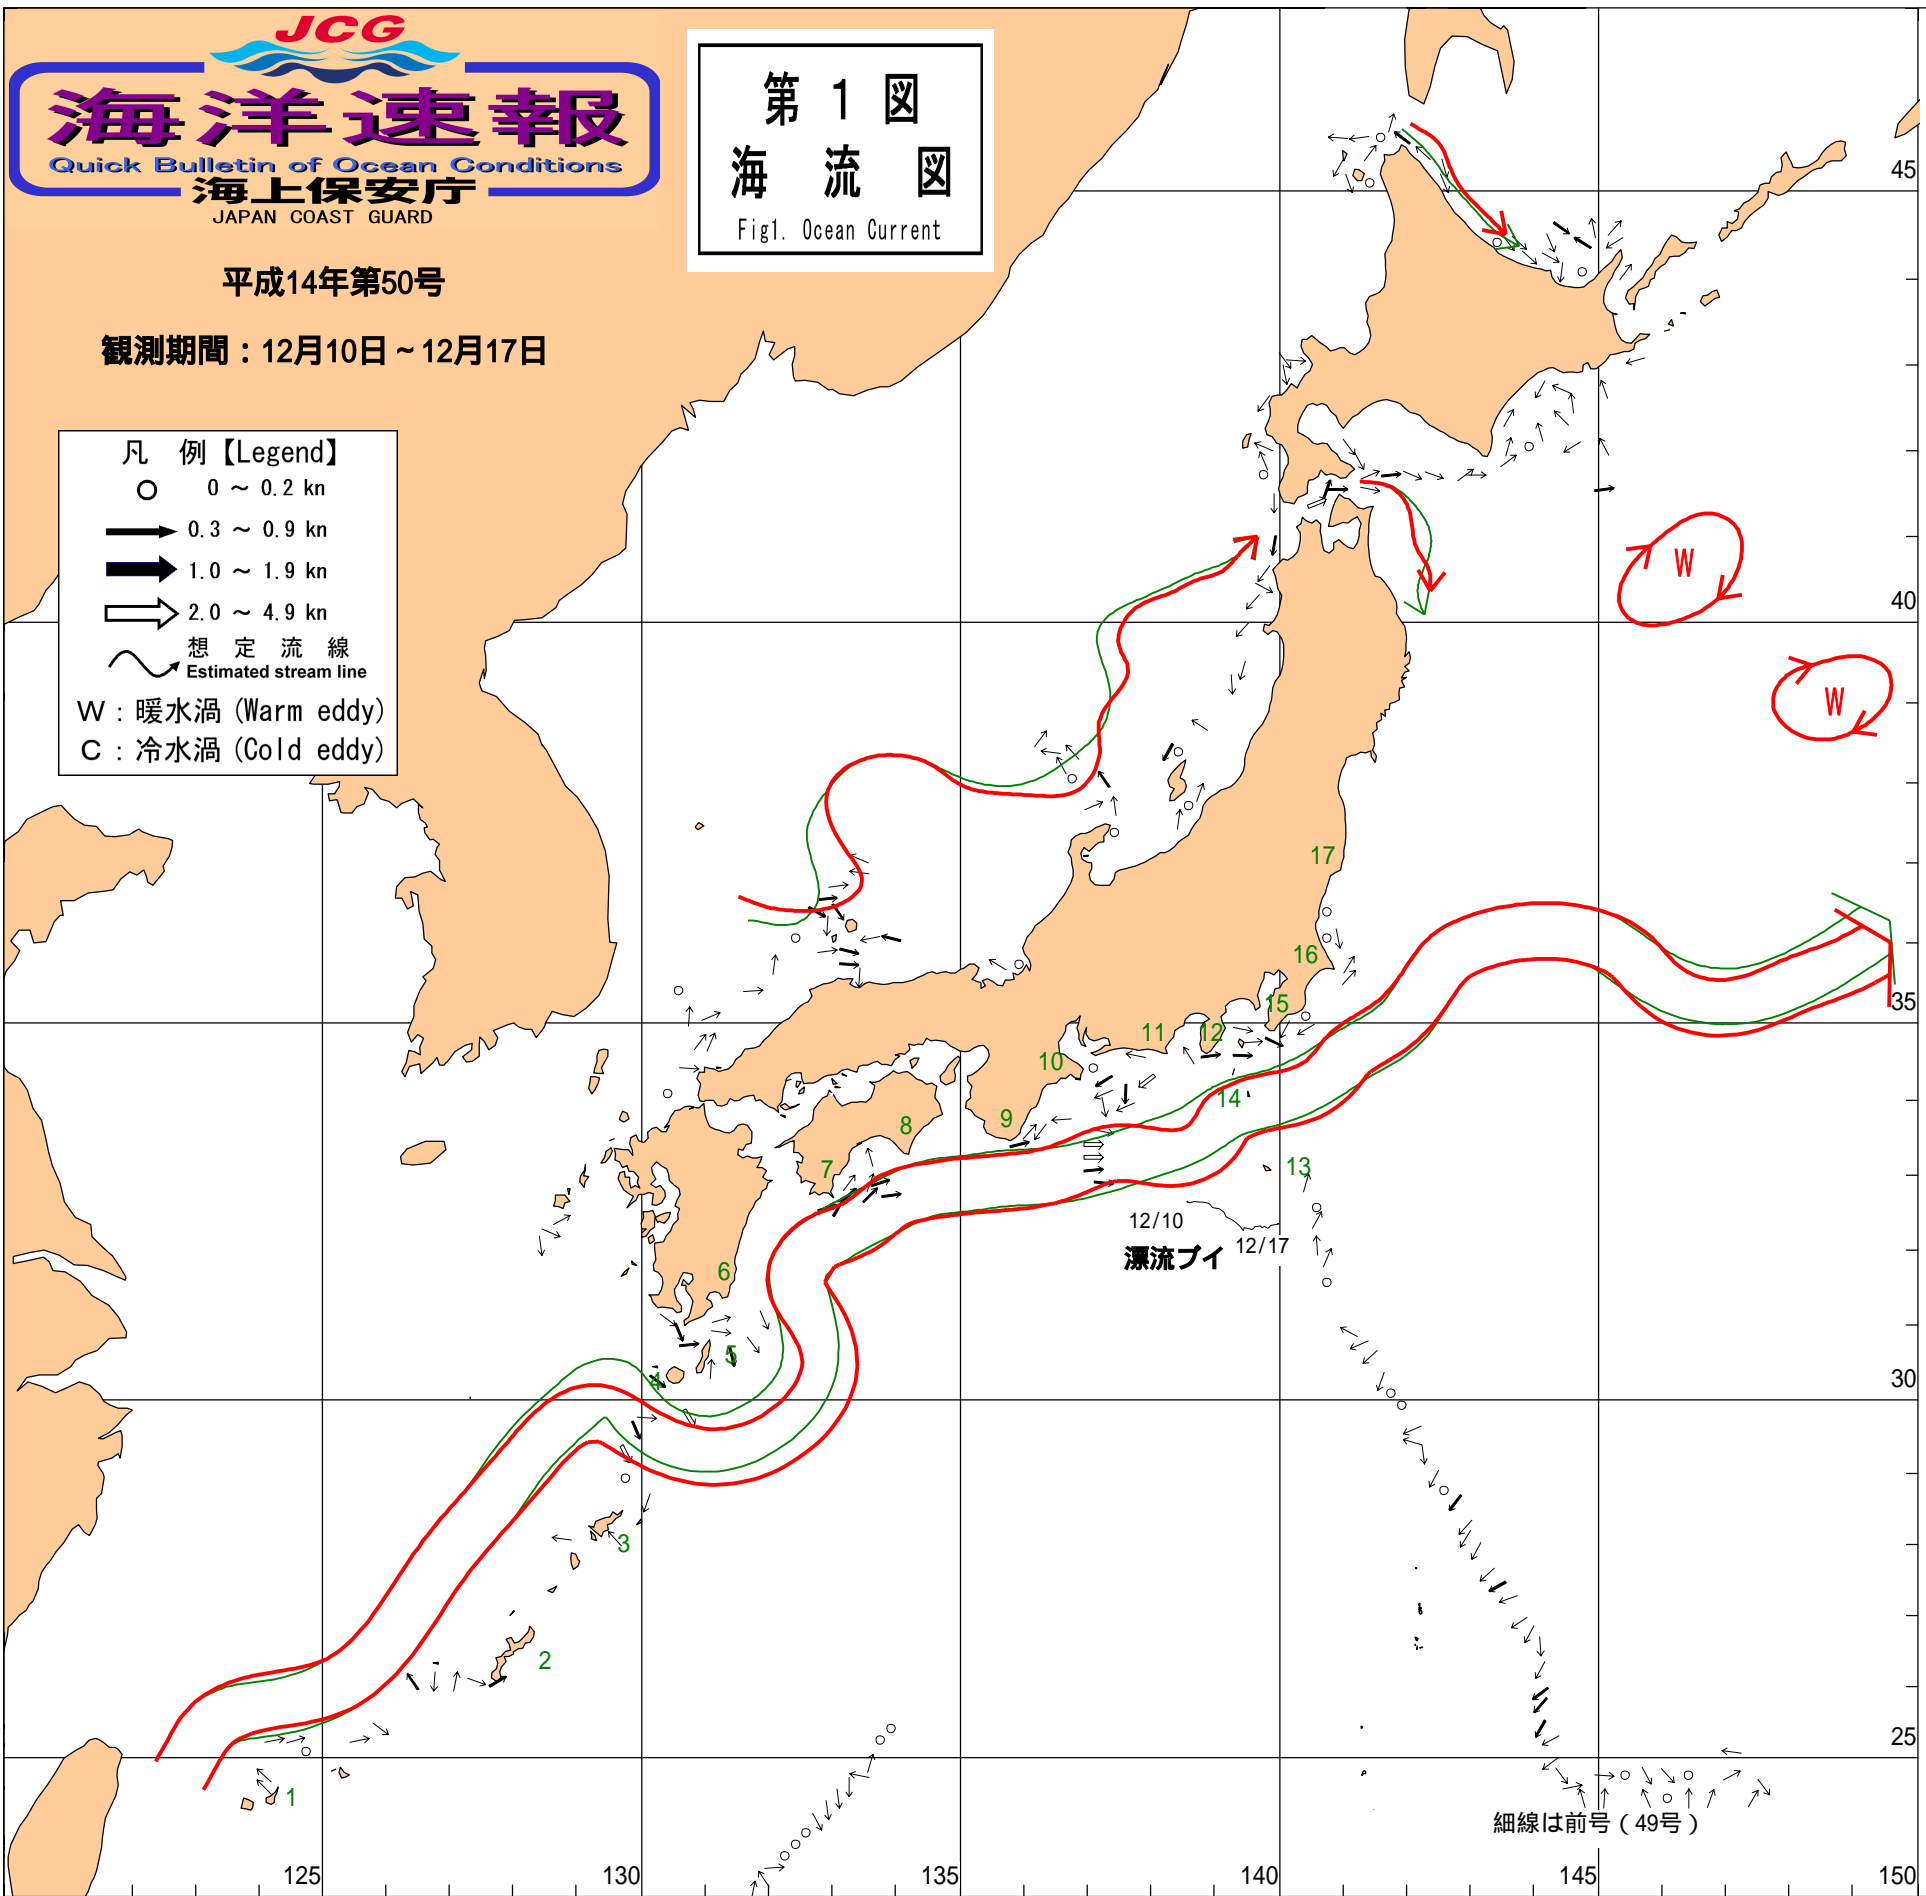 JCG
海洋速報
Quick Bulletin of Ocean Conditions
海上保安庁
JAPAN COAST GUARD
平成14年第50号
観測期間：12月10日～12月17日
第 1 図
海 流 図
Fig1. Ocean Current
凡 例【Legend】
0 ～ 0.2 kn
0.3 ～ 0.9 kn
1.0 ～ 1.9 kn
2.0 ～ 4.9 kn
想 定 流 線
Estimated stream line
W：暖水渦 (Warm eddy)
C：冷水渦 (Cold eddy)
45
40
35
30
25
W
W
17
16
15
14
13
12
11
10
9
8
7
6
5
4
3
2
1
12/10
12/17
漂流ブイ
細線は前号（49号）
125
130
135
140
145
150